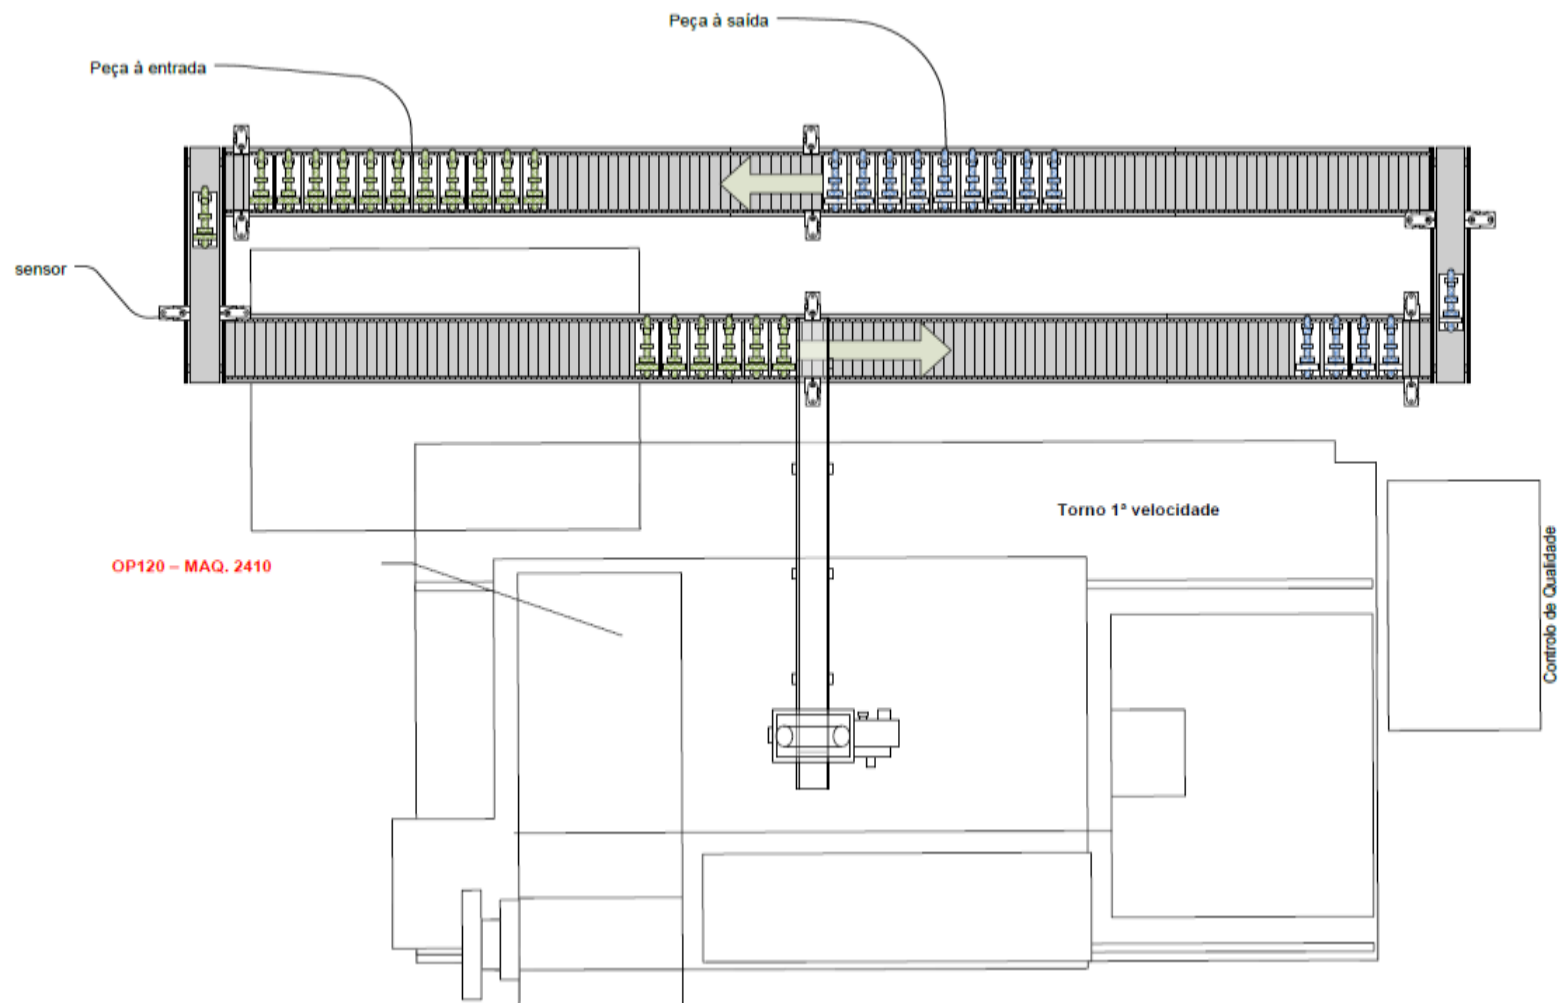 Peça à saída
Peça à entrada
sensor
Torno 1ª velocidade
OP120 – MAQ. 2410
Controlo de Qualidade